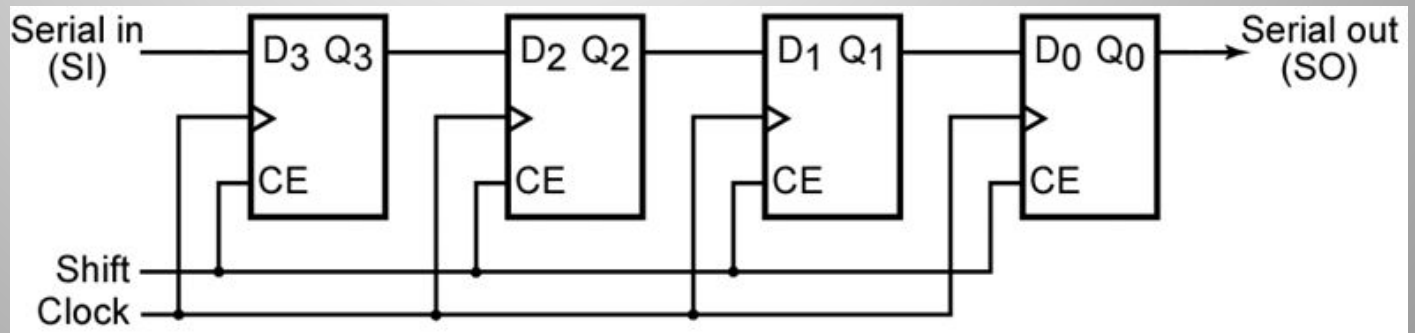 Serial in
(SI)
D3 Q3
D2 Q2
D1 Q1
D0 Q0
Serial out
(SO)
CE
CE
CE
CE
Shift
Clock